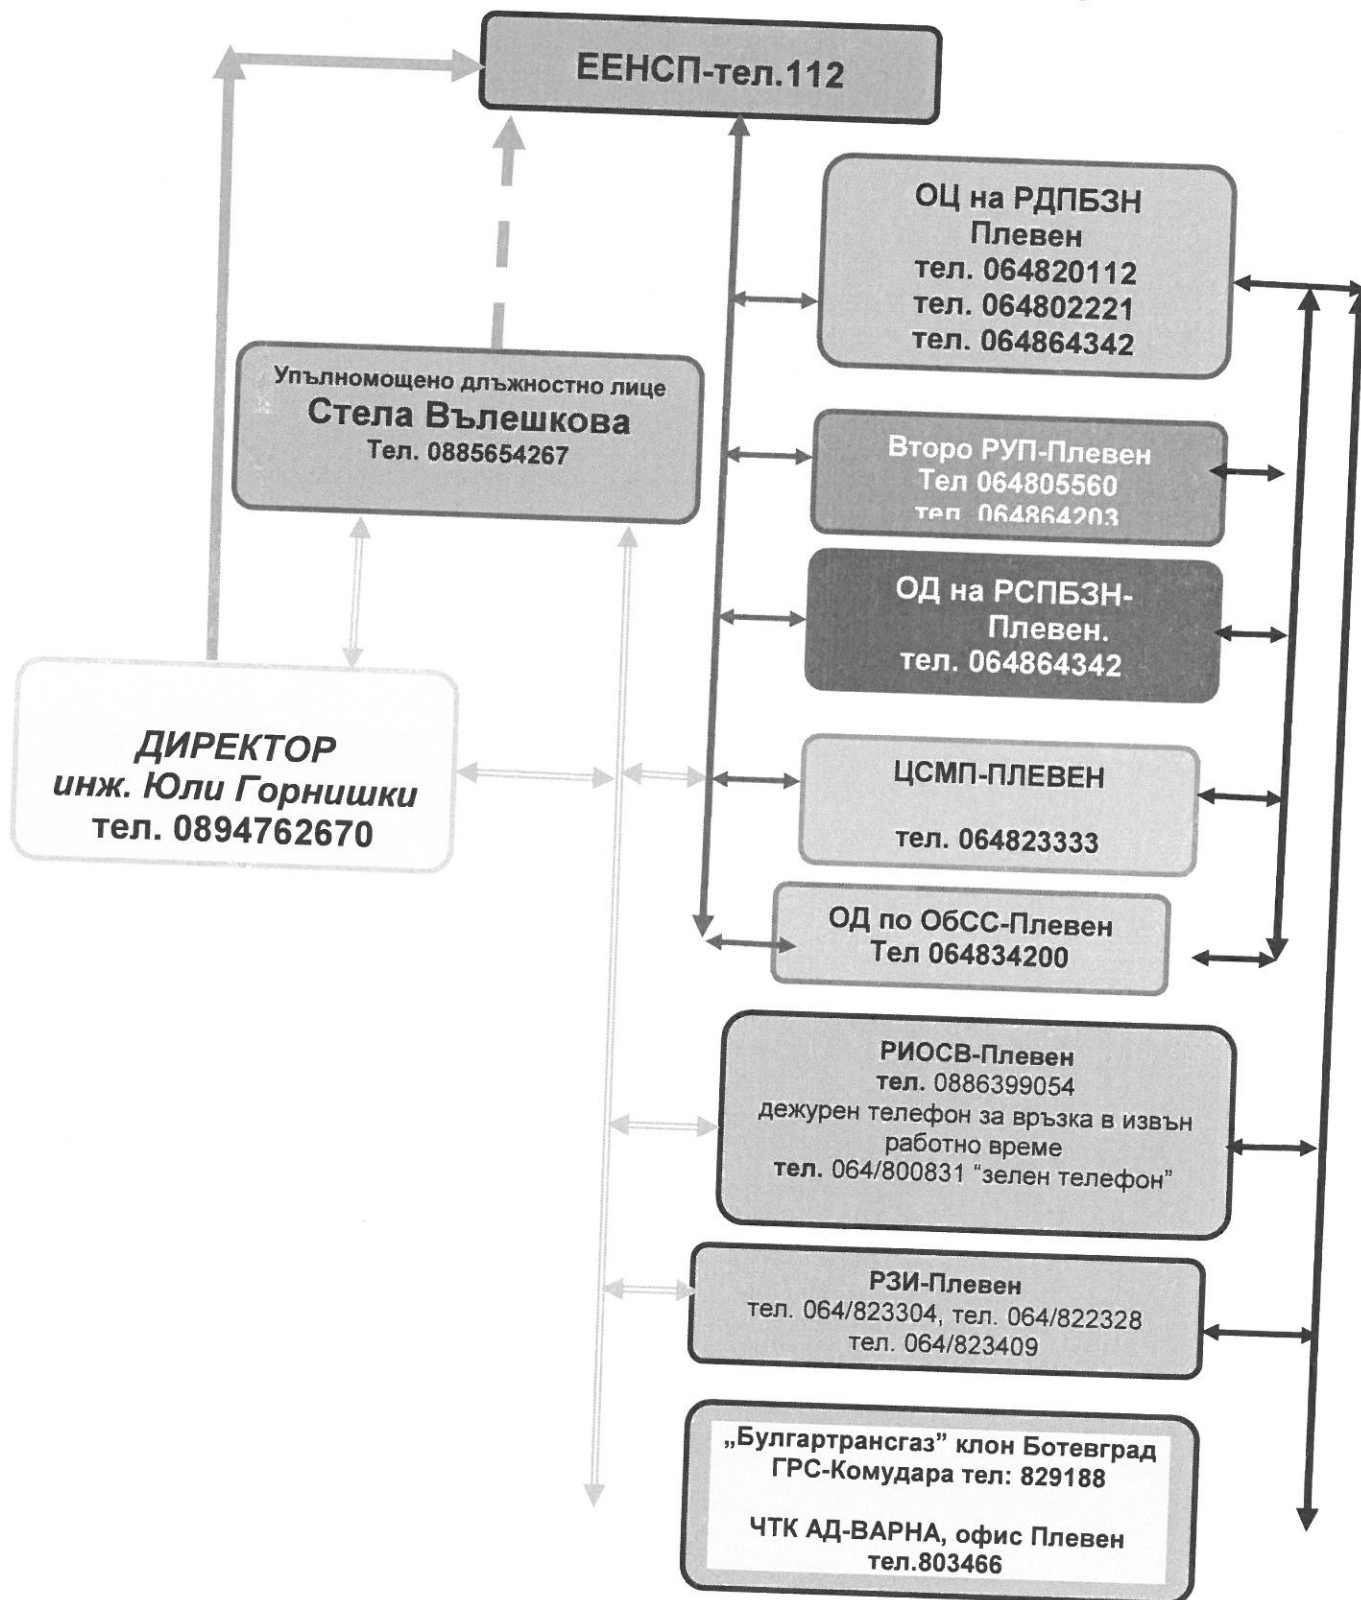 ЕЕНСП-тел.112
ОЦ на РДПБЗН
Плевен
тел. 064820112
тел. 064802221
тел. 064864342
Упълномощено длъжностно лице
Стела Вълешкова
Тел. 0885654267
Второ РУП-Плевен
Тел 064805560
тел. 064864203
ОД на РСПБЗН-
Плевен.
тел. 064864342
ДИРЕКТОР
инж. Юли Горнишки
тел. 0894762670
ЦСМП-ПЛЕВЕН
тел. 064823333
ОД по ОбСС-Плевен
Тел 064834200
РИОСВ-Плевен
тел. 0886399054
дежурен телефон за връзка в извън
работно време
тел. 064/800831 “зелен телефон”
РЗИ-Плевен
тел. 064/823304, тел. 064/822328
тел. 064/823409
„Булгартрансгаз” клон Ботевград
ГРС-Комудара тел: 829188
ЧТК АД-ВАРНА, офис Плевен
тел.803466